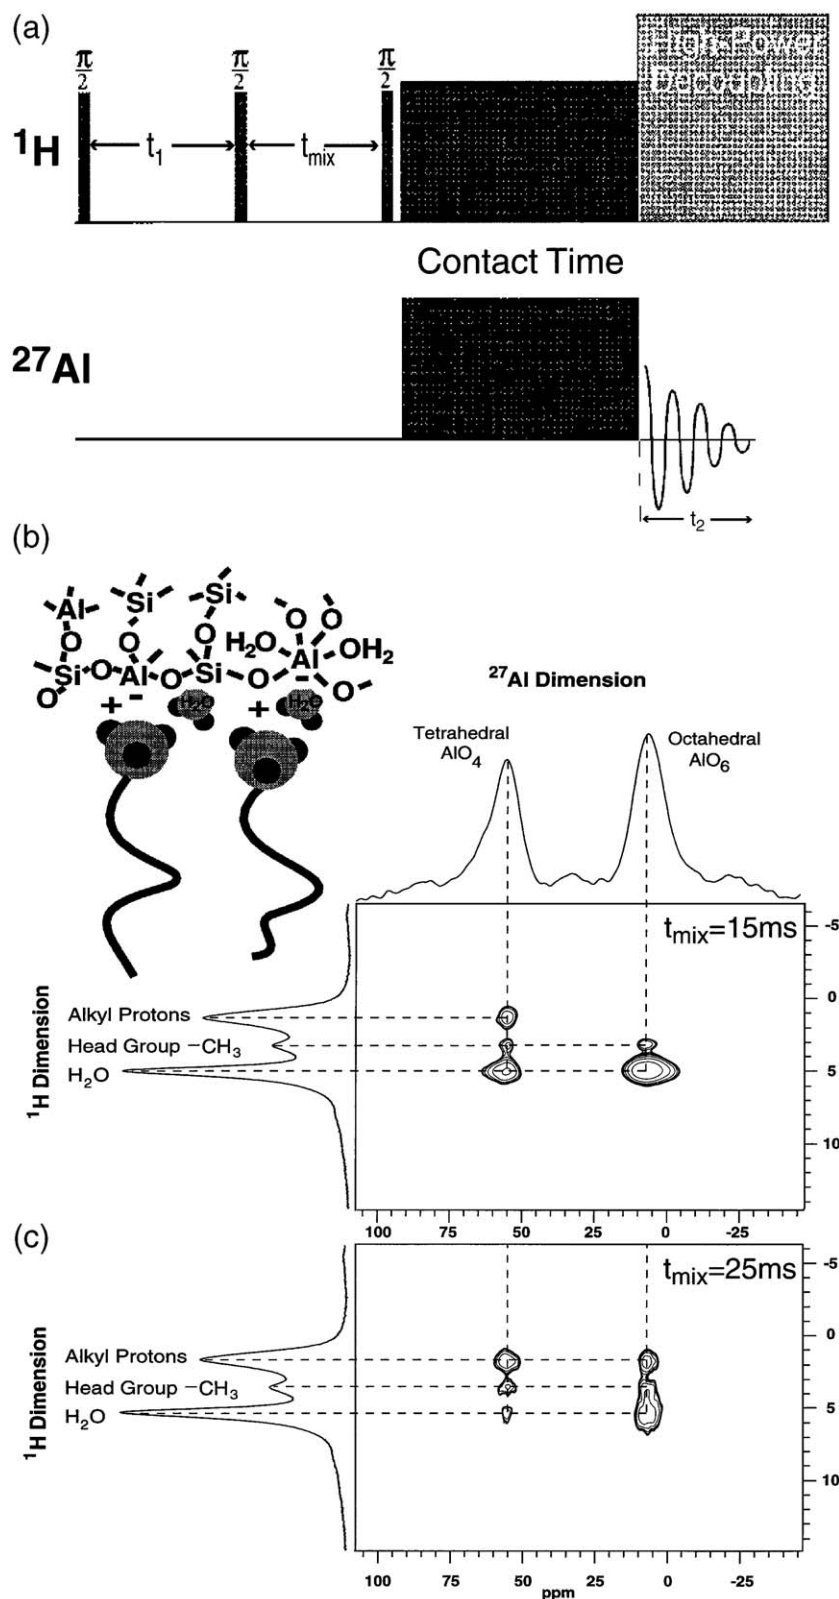 (a)
π/2 π/2 π/2
High-Power
Decoupling
¹H
t₁ t_mix
Contact Time
²⁷Al
t₂
(b)
Al Si Si
O O O O O
H₂O Al OH₂
Si O Al O Si O O
O
+ - H₂O + - H₂O
²⁷Al Dimension
Tetrahedral
AlO₄
Octahedral
AlO₆
t_mix=15ms
-5
0
5
10
Alkyl Protons
Head Group –CH₃
H₂O
¹H Dimension
100 75 50 25 0 -25
(c)
t_mix=25ms
-5
0
5
10
Alkyl Protons
Head Group –CH₃
H₂O
¹H Dimension
100 75 50 25 0 -25
ppm